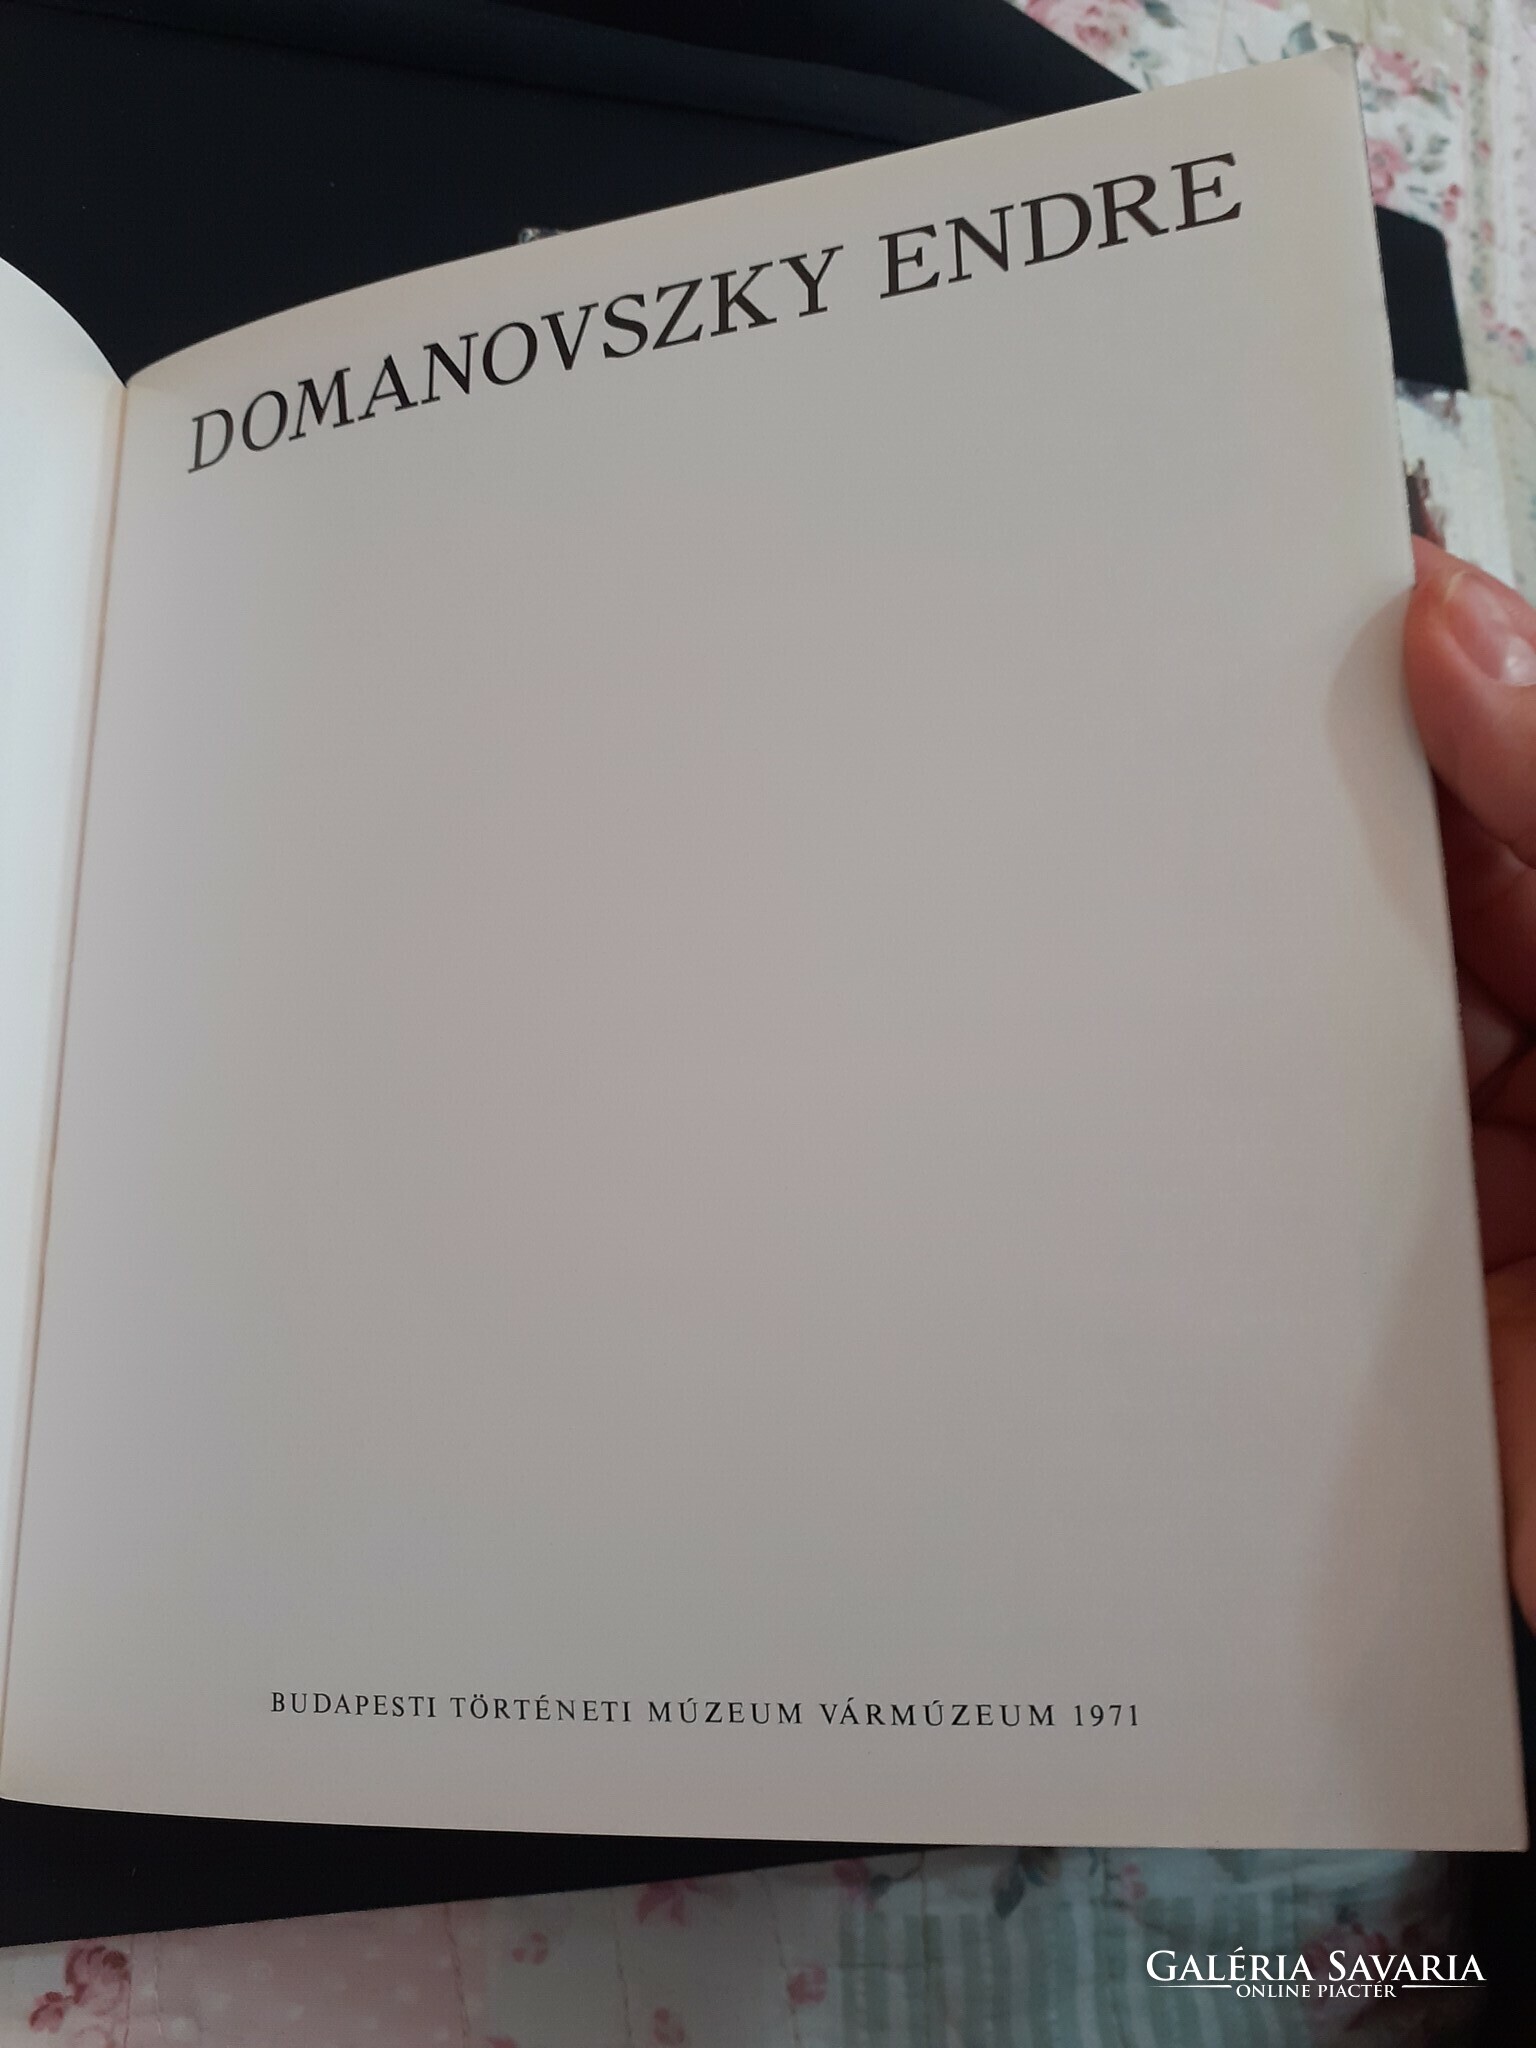 DOMANOVSZKY ENDRE
BUDAPESTI TÖRTÉNETI MÚZEUM VÁRMÚZEUM 1971
GALÉRIA SAVARIA
ONLINE PIACTÉR